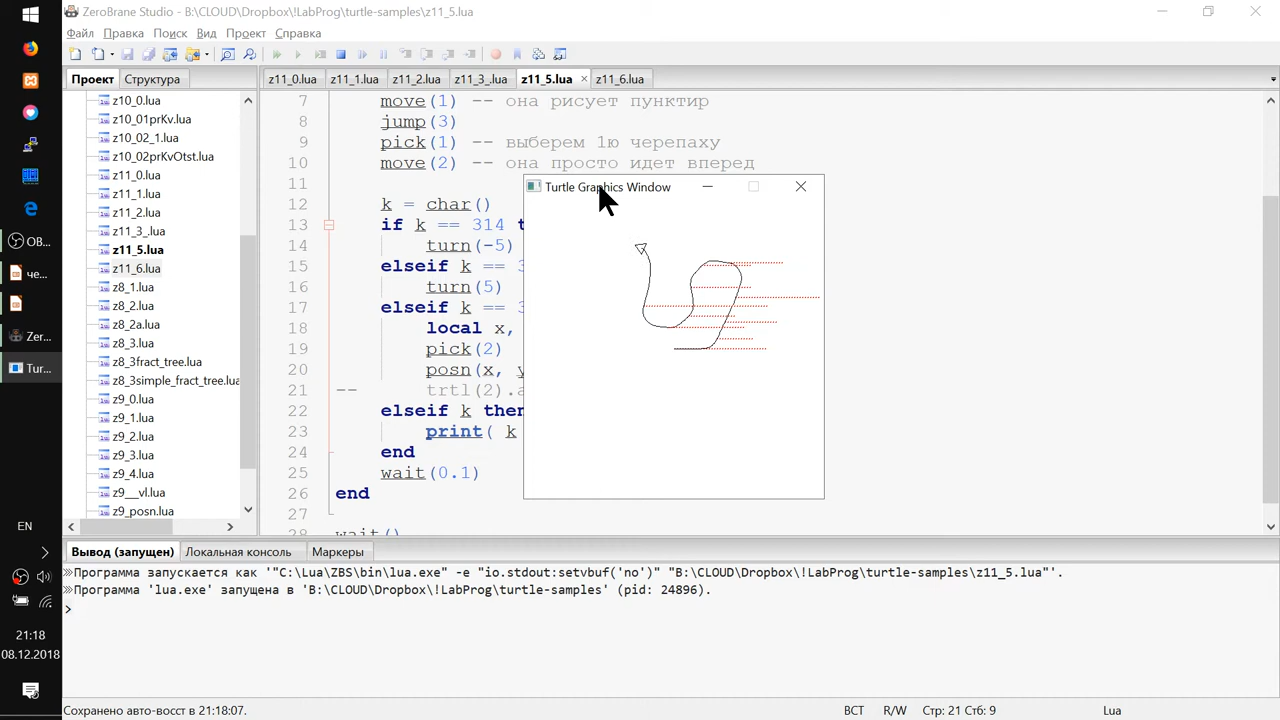 ZeroBrane Studio - B:\CLOUD\Dropbox\!LabProg\turtle-samples\z11_5.lua
Файл Правка Поиск Вид Проект Справка
Проект Структура
z11_0.lua z11_1.lua z11_2.lua z11_3_.lua z11_5.lua z11_6.lua
z10_0.lua
z10_01prKv.lua
z10_02_1.lua
z10_02prKvOtst.lua
z11_0.lua
z11_1.lua
z11_2.lua
z11_3_.lua
z11_5.lua
z11_6.lua
z8_1.lua
z8_2.lua
z8_2a.lua
z8_3.lua
z8_3fract_tree.lua
z8_3simple_fract_tree.lua
z9_0.lua
z9_1.lua
z9_2.lua
z9_3.lua
z9_4.lua
z9__vl.lua
z9_posn.lua
7 move(1) -- она рисует пунктир
8 jump(3)
9 pick(1) -- выберем 1ю черепаху
10 move(2) -- она просто идет вперед
11
12 k = char()
13 if k == 314 t
14 turn(-5)
15 elseif k == 3
16 turn(5)
17 elseif k == 3
18 local x,
19 pick(2)
20 posn(x, y
21 -- trtl(2).a
22 elseif k then
23 print( k
24 end
25 wait(0.1)
26 end
27
28 wait()
Turtle Graphics Window
Вывод (запущен) Локальная консоль Маркеры
Программа запускается как '"C:\Lua\ZBS\bin\lua.exe" -e "io.stdout:setvbuf('no')" "B:\CLOUD\Dropbox\!LabProg\turtle-samples\z11_5.lua"'.
Программа 'lua.exe' запущена в 'B:\CLOUD\Dropbox\!LabProg\turtle-samples' (pid: 24896).
>
Сохранено авто-восст в 21:18:07. ВСТ R/W Стр: 21 Стб: 9 Lua
OB...
че...
Zer...
Tur...
EN
21:18
08.12.2018